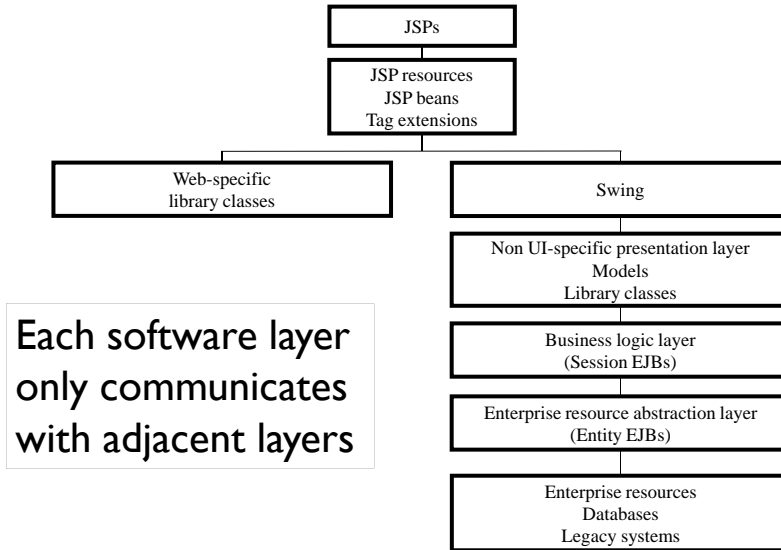 JSPs
JSP resources
JSP beans
Tag extensions
Web-specific
library classes
Swing
Non UI-specific presentation layer
Models
Library classes
Each software layer
only communicates
with adjacent layers
Business logic layer
(Session EJBs)
Enterprise resource abstraction layer
(Entity EJBs)
Enterprise resources
Databases
Legacy systems